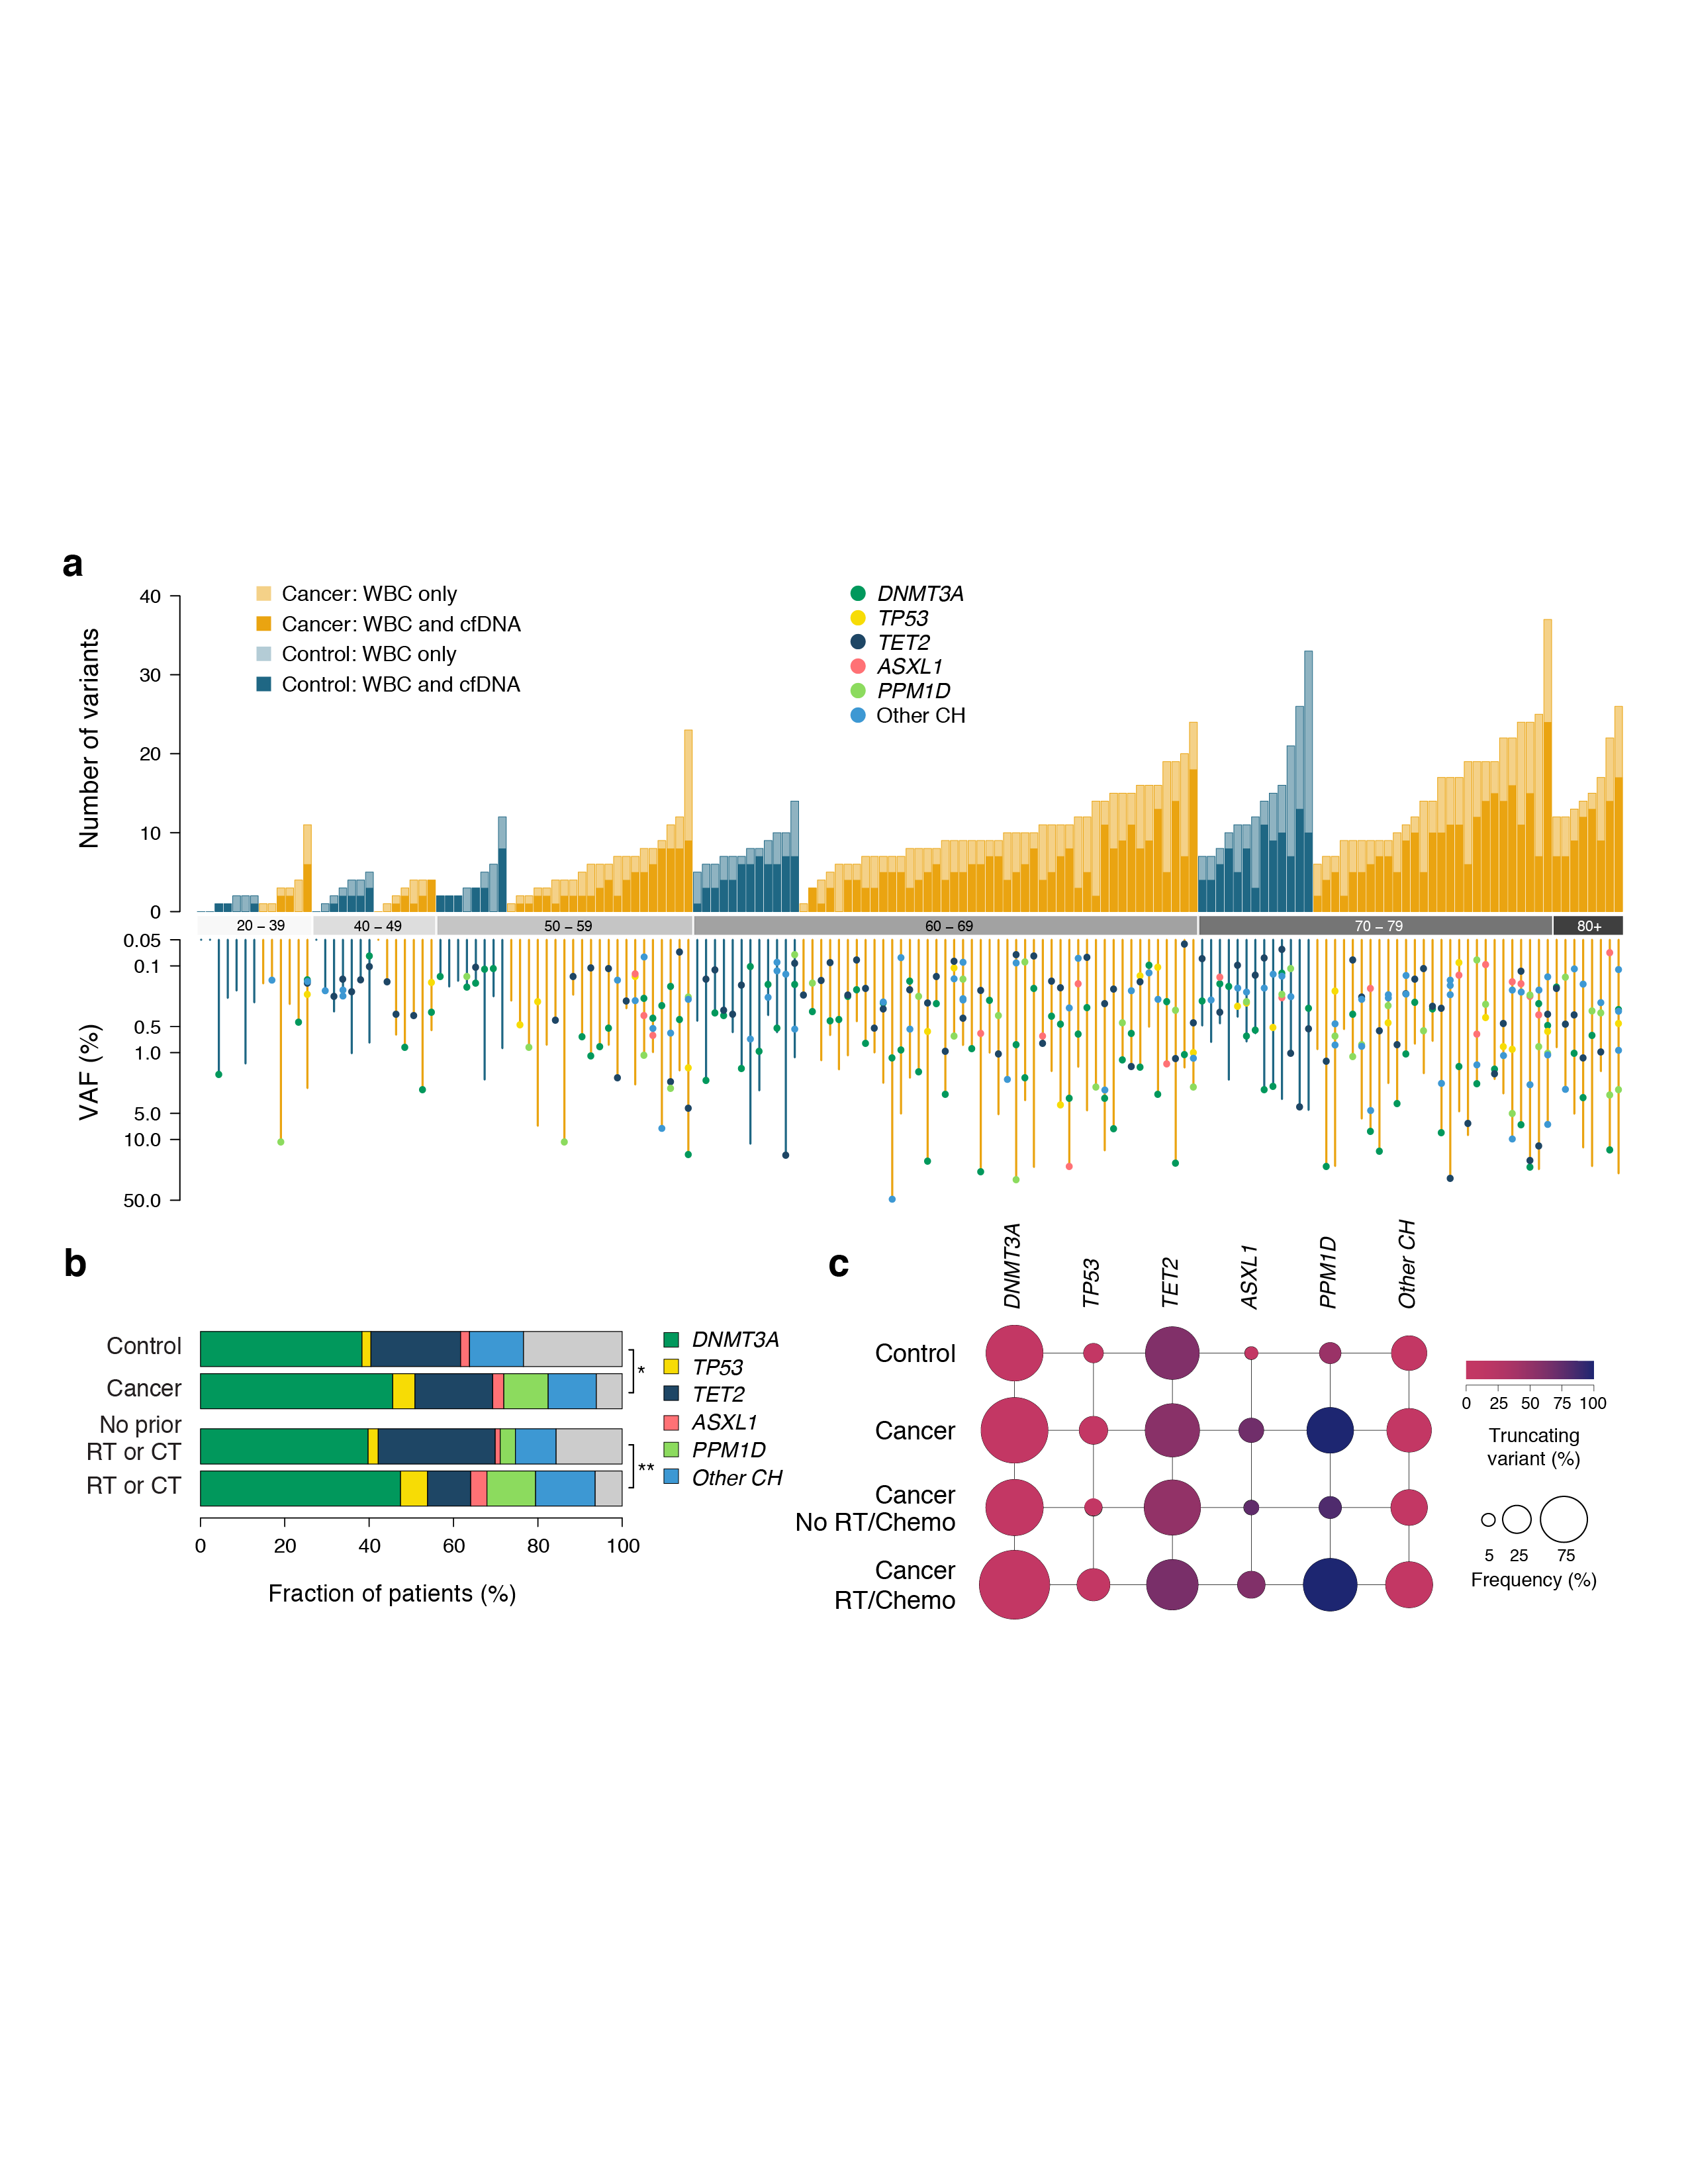 a
40
30
20
10
0
Number of variants
Cancer: WBC only
Cancer: WBC and cfDNA
Control: WBC only
Control: WBC and cfDNA
DNMT3A
TP53
TET2
ASXL1
PPM1D
Other CH
20 – 39
40 – 49
50 – 59
60 – 69
70 – 79
80+
0.05
0.1
0.5
1.0
5.0
10.0
50.0
VAF (%)
b
Control
Cancer
No prior
RT or CT
RT or CT
*
**
DNMT3A
TP53
TET2
ASXL1
PPM1D
Other CH
0 20 40 60 80 100
Fraction of patients (%)
c
DNMT3A
TP53
TET2
ASXL1
PPM1D
Other CH
Control
Cancer
Cancer
No RT/Chemo
Cancer
RT/Chemo
0 25 50 75 100
Truncating
variant (%)
5 25 75
Frequency (%)